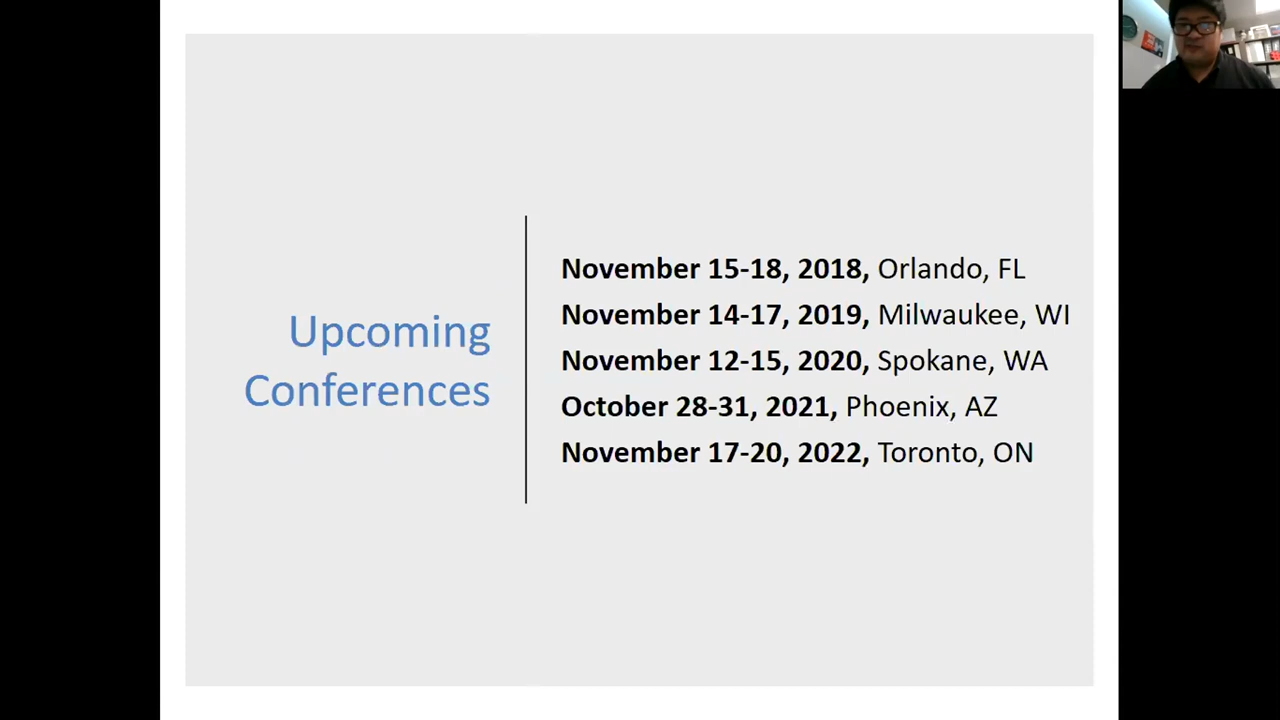 Upcoming
Conferences
November 15-18, 2018, Orlando, FL
November 14-17, 2019, Milwaukee, WI
November 12-15, 2020, Spokane, WA
October 28-31, 2021, Phoenix, AZ
November 17-20, 2022, Toronto, ON